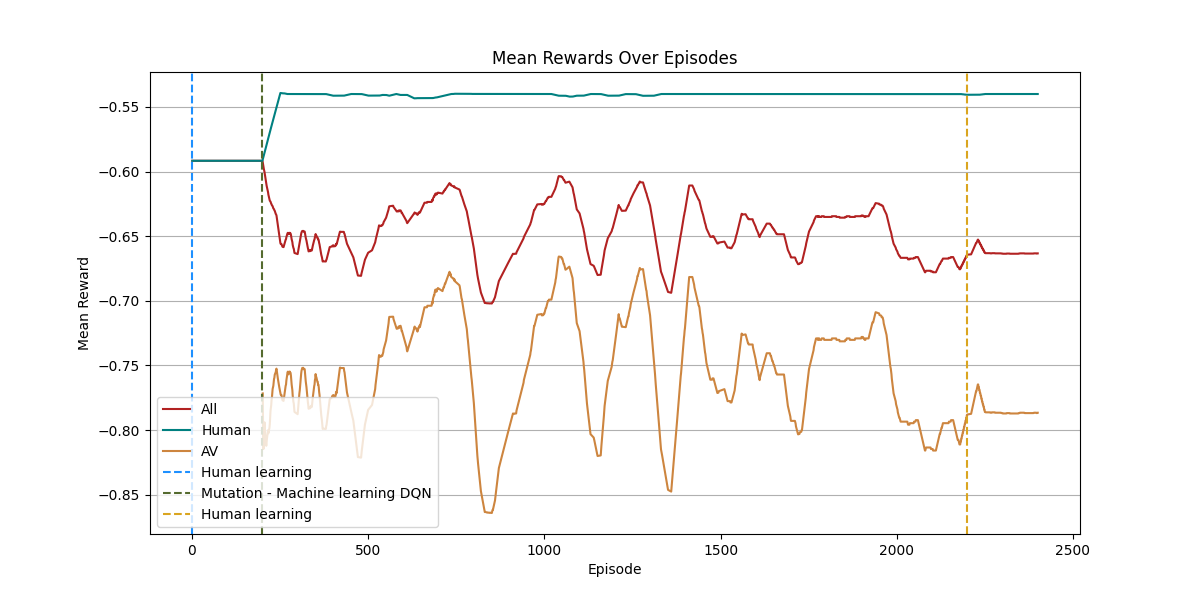 Mean Rewards Over Episodes
Mean Reward
−0.55
−0.60
−0.65
−0.70
−0.75
−0.80
−0.85
All
Human
AV
Human learning
Mutation - Machine learning DQN
Human learning
0
500
1000
1500
2000
2500
Episode